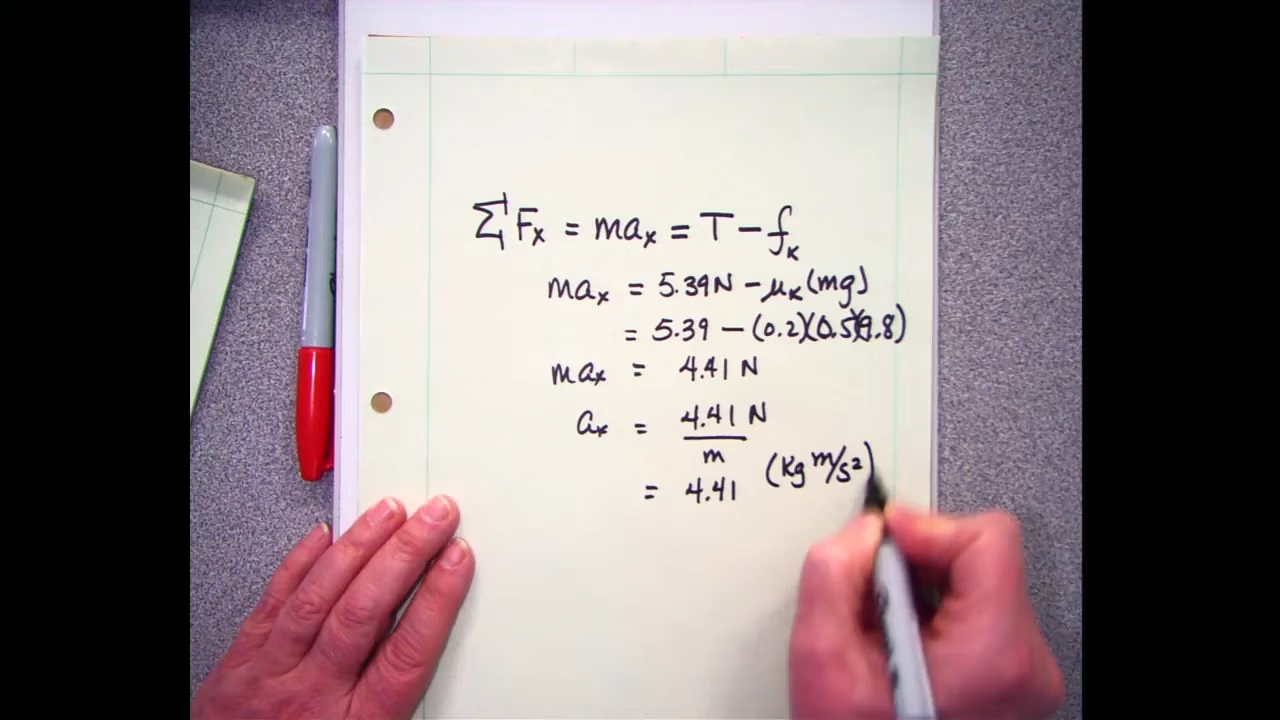 ΣFx = max = T - fk
max = 5.39N - μk(mg)
= 5.39 - (0.2)(0.5)(9.8)
max = 4.41 N
ax = 4.41 N / m
= 4.41 (kg m/s²)